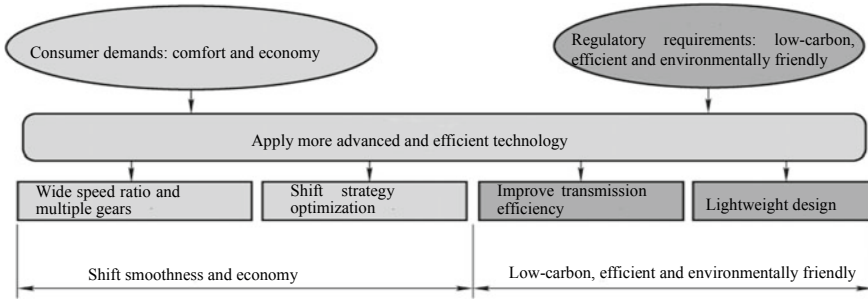 Consumer demands: comfort and economy
Regulatory requirements: low-carbon,
efficient and environmentally friendly
Apply more advanced and efficient technology
Wide speed ratio and
multiple gears
Shift strategy
optimization
Improve transmission
efficiency
Lightweight design
Shift smoothness and economy
Low-carbon, efficient and environmentally friendly